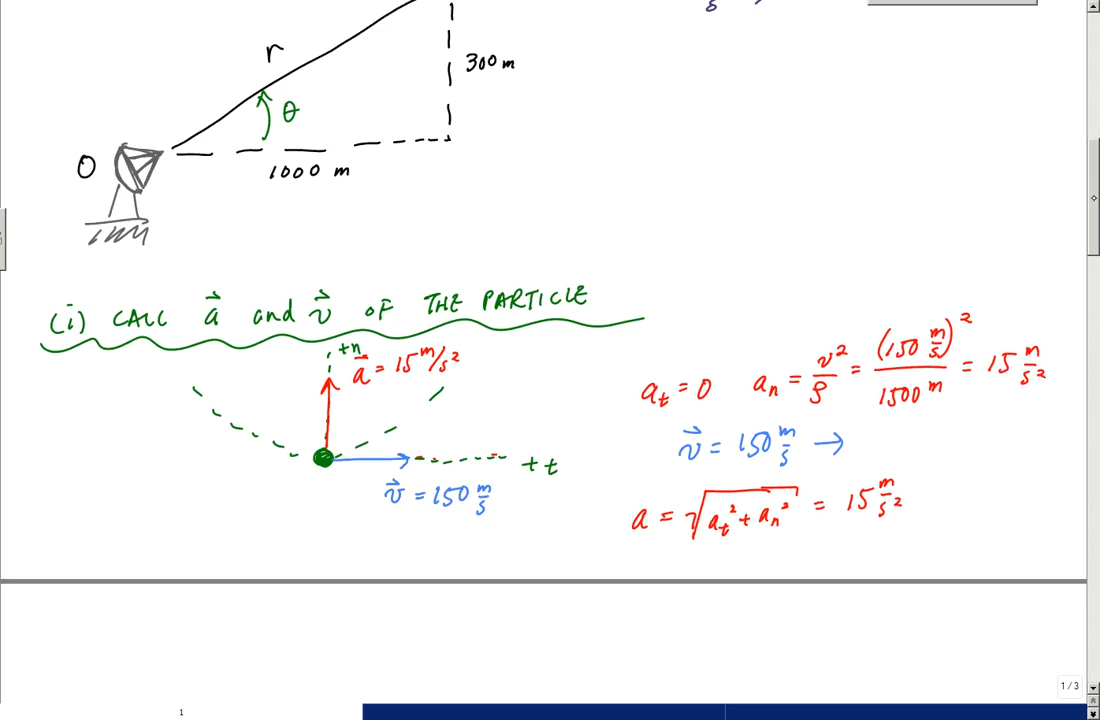 r
300 m
θ
O
1000 m
(i) CALL a⃗ and v⃗ OF THE PARTICLE
+n
a⃗ = 15 m/s²
a_t = 0   a_n = v²/ρ = (150 m/s)²/1500 m = 15 m/s²
v⃗ = 150 m/s →
+t
v⃗ = 150 m/s
a = √(a_t² + a_n²) = 15 m/s²
1/3
1